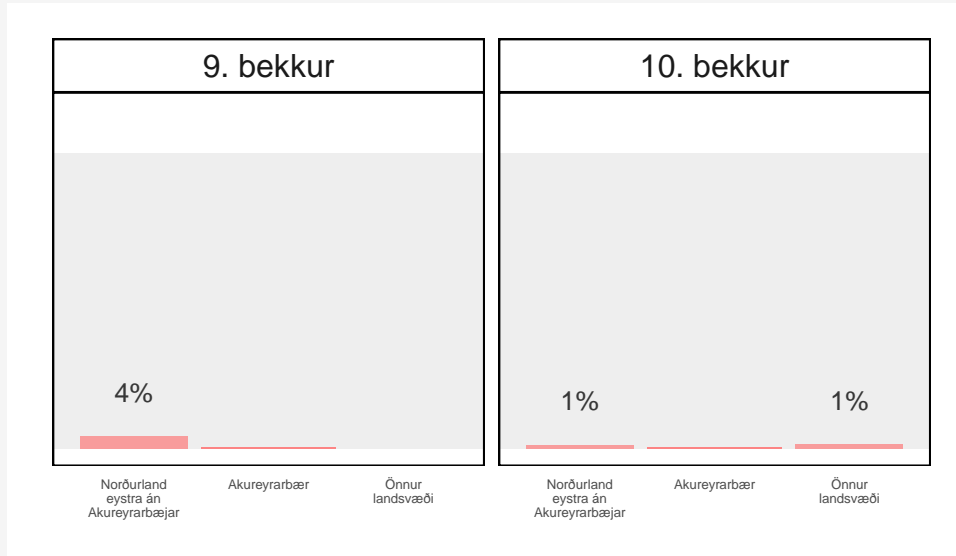 9. bekkur
4%
Norðurland
eystra án
Akureyrarbæjar
Akureyrarbær
Önnur
landsvæði
10. bekkur
1%
1%
Norðurland
eystra án
Akureyrarbæjar
Akureyrarbær
Önnur
landsvæði